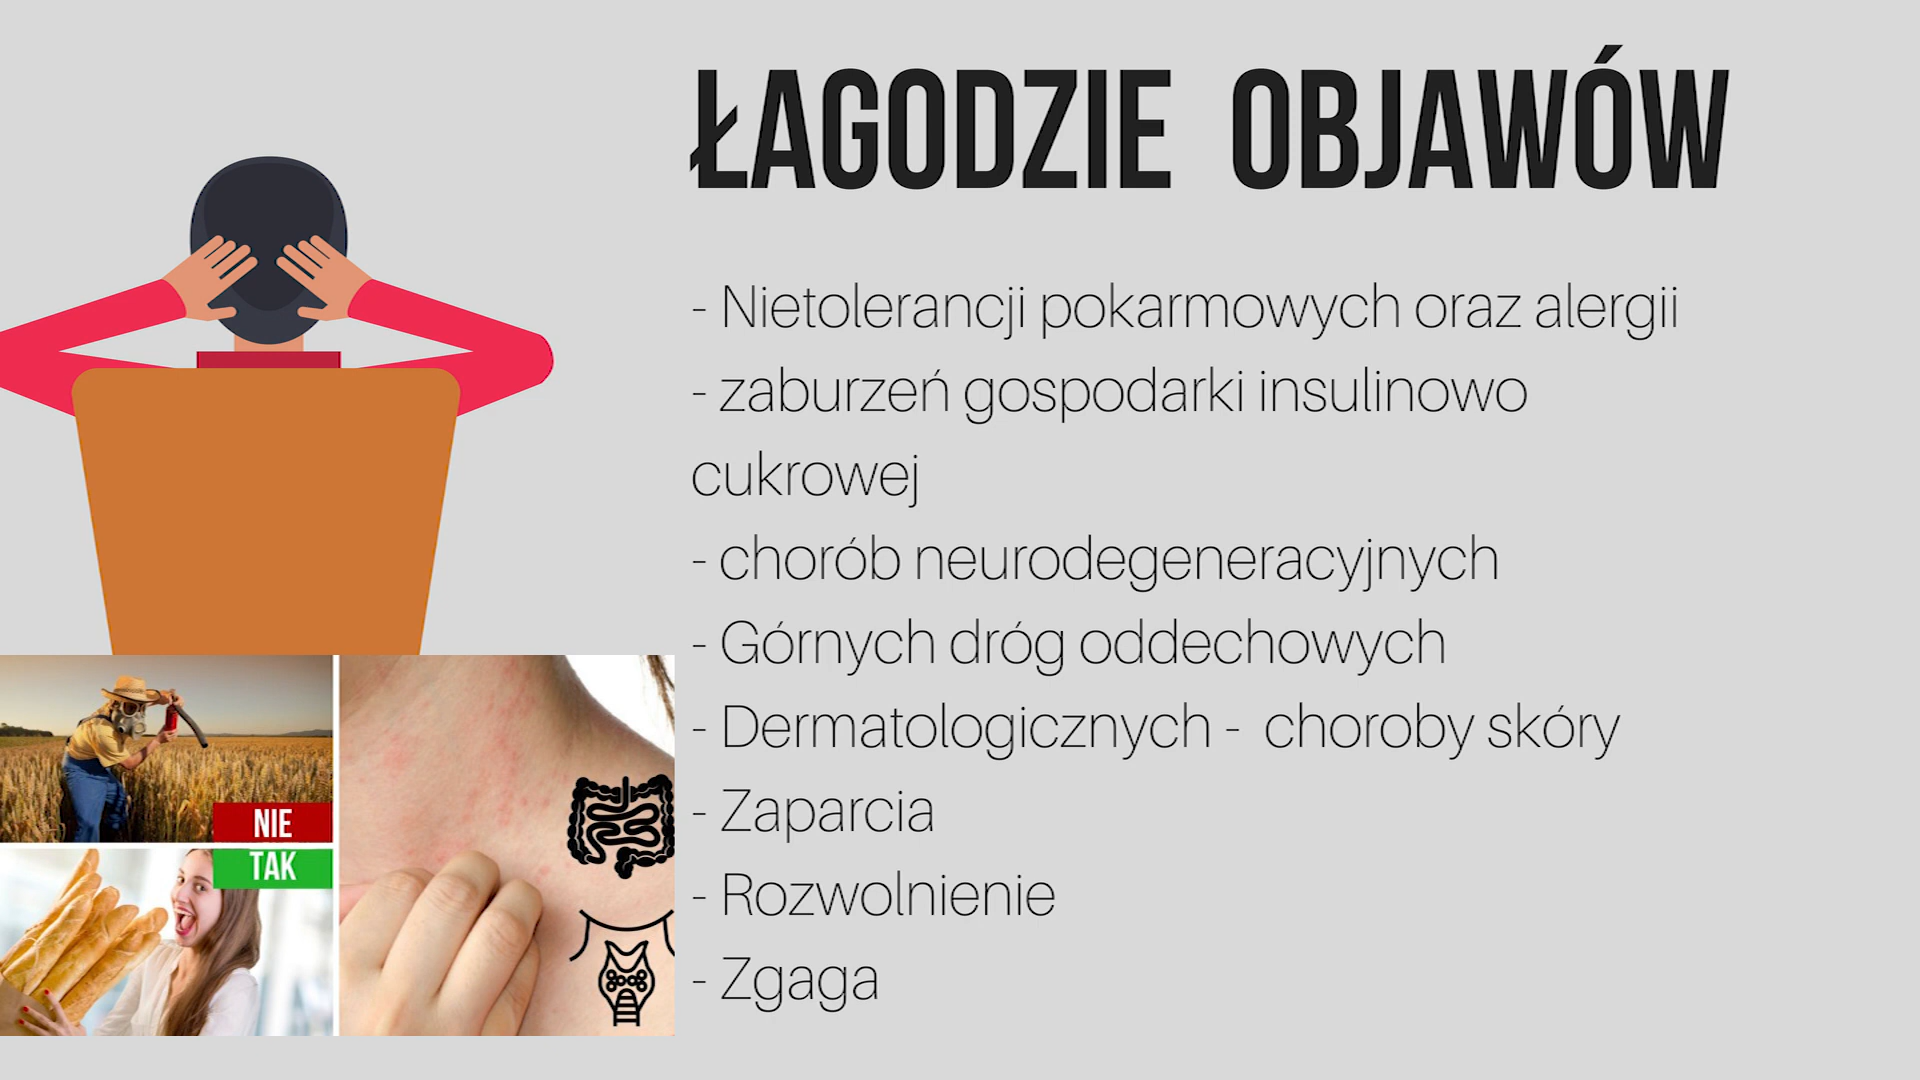 ŁAGODZIE OBJAWÓW
- Nietolerancji pokarmowych oraz alergii
- zaburzeń gospodarki insulinowo
cukrowej
- chorób neurodegeneracyjnych
- Górnych dróg oddechowych
- Dermatologicznych - choroby skóry
- Zaparcia
- Rozwolnienie
- Zgaga
NIE
TAK